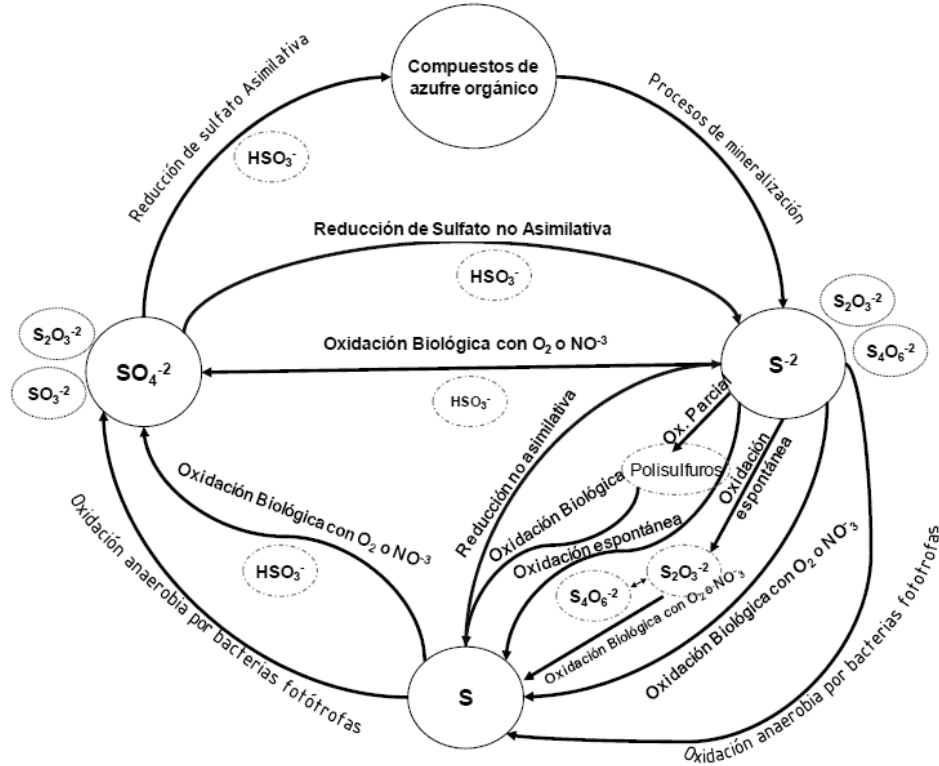 Compuestos de
azufre orgánico
Reducción de sulfato Asimilativa
HSO₃⁻
Procesos de mineralización
Reducción de Sulfato no Asimilativa
HSO₃⁻
S₂O₃⁻²
S₂O₃⁻²
SO₄⁻²
SO₃⁻²
Oxidación Biológica con O₂ o NO⁻³
HSO₃⁻
S⁻²
S₄O₆⁻²
Ox. Parcial
Polisulfuros
Reducción no asimilativa
Oxidación Biológica
Oxidación espontánea
Oxidación
espontánea
Oxidación Biológica con O₂ o NO⁻³
HSO₃⁻
Oxidación anaerobia por bacterias fotótrofas
S₄O₆⁻²
S₂O₃⁻²
Oxidación Biológica con O₂ o NO⁻₃
Oxidación Biológica con O₂ o NO⁻₃
Oxidación anaerobia por bacterias fototrofas
S